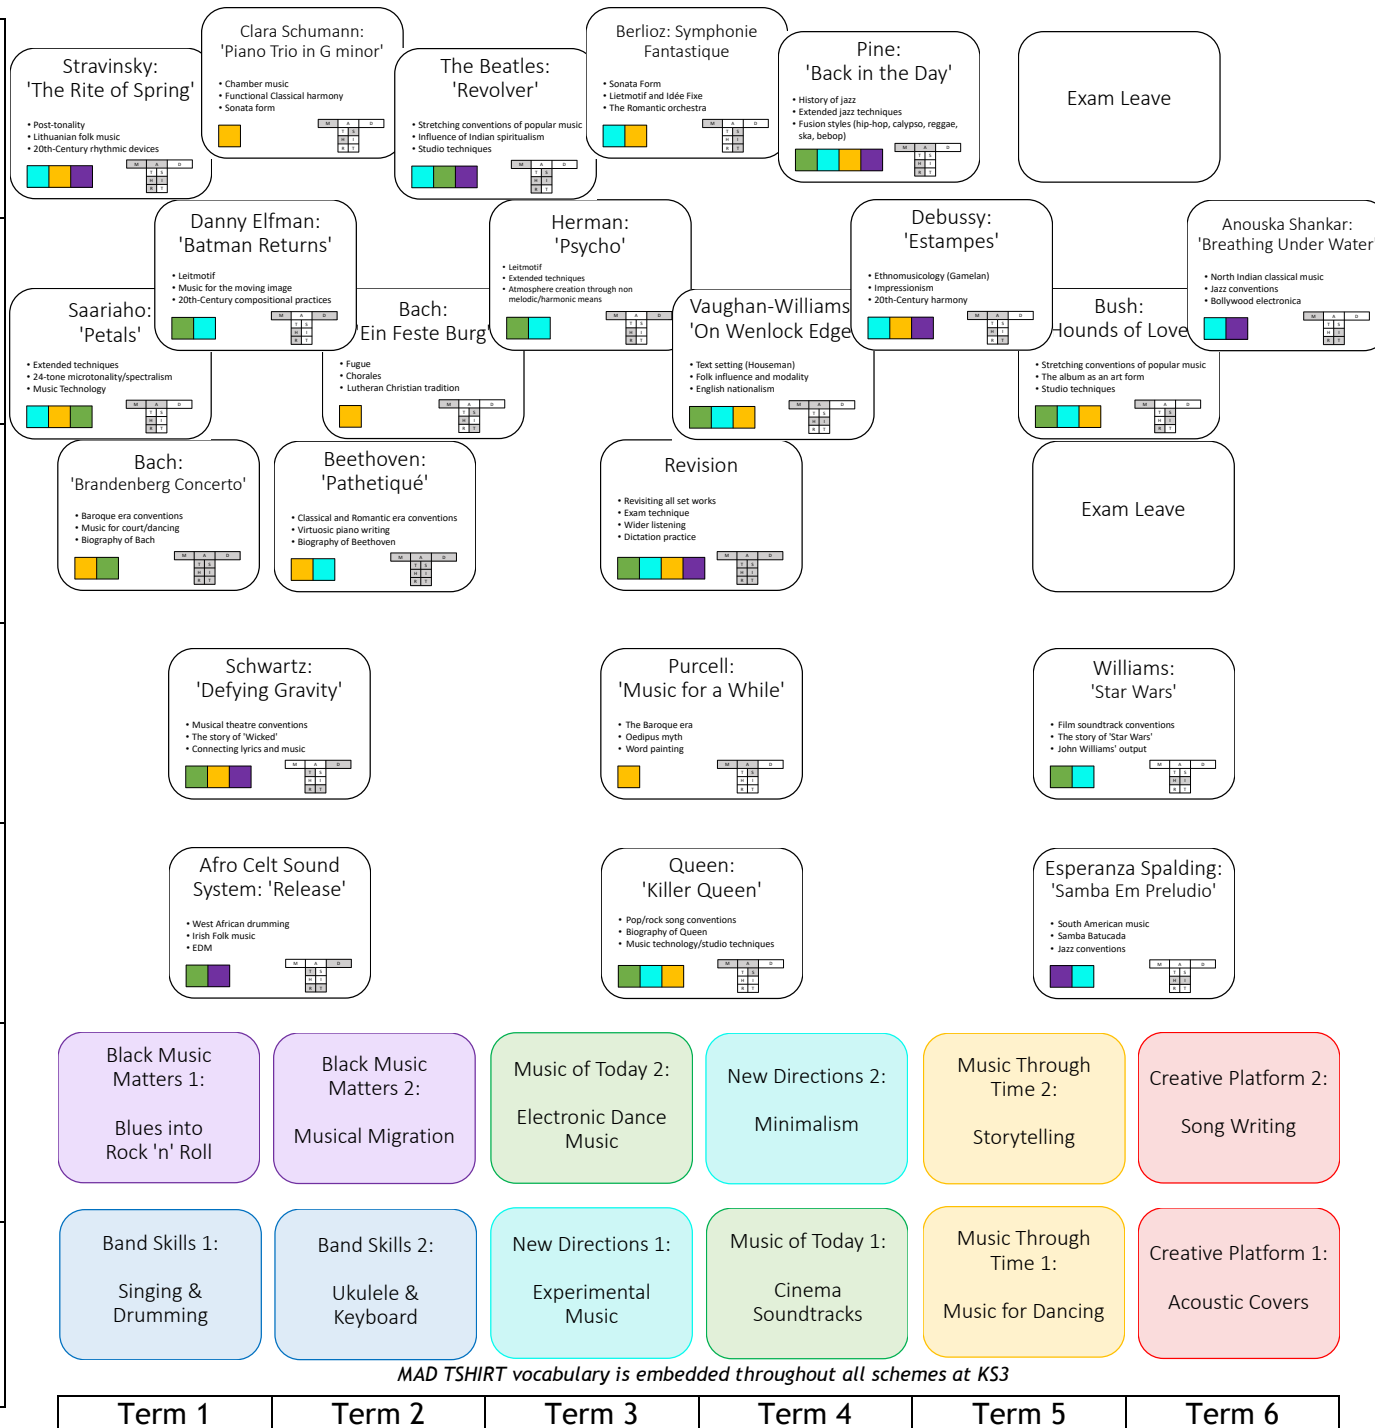 Stravinsky:
'The Rite of Spring'
• Post-tonality
• Lithuanian folk music
• 20th-Century rhythmic devices
M A D
T S
H I
R T
Clara Schumann:
'Piano Trio in G minor'
• Chamber music
• Functional Classical harmony
• Sonata form
M A D
T S
H I
R T
The Beatles:
'Revolver'
• Stretching conventions of popular music
• Influence of Indian spiritualism
• Studio techniques
M A D
T S
H I
R T
Berlioz: Symphonie
Fantastique
• Sonata Form
• Lietmotif and Idée Fixe
• The Romantic orchestra
M A D
T S
H I
R T
Pine:
'Back in the Day'
• History of jazz
• Extended jazz techniques
• Fusion styles (hip-hop, calypso, reggae,
ska, bebop)
M A D
T S
H I
R T
Exam Leave
Saariaho:
'Petals'
• Extended techniques
• 24-tone microtonality/spectralism
• Music Technology
M A D
T S
H I
R T
Danny Elfman:
'Batman Returns'
• Leitmotif
• Music for the moving image
• 20th-Century compositional practices
M A D
T S
H I
R T
Bach:
'Ein Feste Burg'
• Fugue
• Chorales
• Lutheran Christian tradition
M A D
T S
H I
R T
Herman:
'Psycho'
• Leitmotif
• Extended techniques
• Atmosphere creation through non
melodic/harmonic means
M A D
T S
H I
R T
Vaughan-Williams
'On Wenlock Edge
• Text setting (Houseman)
• Folk influence and modality
• English nationalism
M A D
T S
H I
R T
Debussy:
'Estampes'
• Ethnomusicology (Gamelan)
• Impressionism
• 20th-Century harmony
M A D
T S
H I
R T
Bush:
Hounds of Love
• Stretching conventions of popular music
• The album as an art form
• Studio techniques
M A D
T S
H I
R T
Anouska Shankar:
'Breathing Under Water'
• North Indian classical music
• Jazz conventions
• Bollywood electronica
M A D
T S
H I
R T
Bach:
'Brandenberg Concerto'
• Baroque era conventions
• Music for court/dancing
• Biography of Bach
M A D
T S
H I
R T
Beethoven:
'Pathetiqué'
• Classical and Romantic era conventions
• Virtuosic piano writing
• Biography of Beethoven
M A D
T S
H I
R T
Revision
• Revisiting all set works
• Exam technique
• Wider listening
• Dictation practice
M A D
T S
H I
R T
Exam Leave
Schwartz:
'Defying Gravity'
• Musical theatre conventions
• The story of 'Wicked'
• Connecting lyrics and music
M A D
T S
H I
R T
Purcell:
'Music for a While'
• The Baroque era
• Oedipus myth
• Word painting
M A D
T S
H I
R T
Williams:
'Star Wars'
• Film soundtrack conventions
• The story of 'Star Wars'
• John Williams' output
M A D
T S
H I
R T
Afro Celt Sound
System: 'Release'
• West African drumming
• Irish Folk music
• EDM
M A D
T S
H I
R T
Queen:
'Killer Queen'
• Pop/rock song conventions
• Biography of Queen
• Music technology/studio techniques
M A D
T S
H I
R T
Esperanza Spalding:
'Samba Em Preludio'
• South American music
• Samba Batucada
• Jazz conventions
M A D
T S
H I
R T
Black Music
Matters 1:
Blues into
Rock 'n' Roll
Black Music
Matters 2:
Musical Migration
Music of Today 2:
Electronic Dance
Music
New Directions 2:
Minimalism
Music Through
Time 2:
Storytelling
Creative Platform 2:
Song Writing
Band Skills 1:
Singing &
Drumming
Band Skills 2:
Ukulele &
Keyboard
New Directions 1:
Experimental
Music
Music of Today 1:
Cinema
Soundtracks
Music Through
Time 1:
Music for Dancing
Creative Platform 1:
Acoustic Covers
MAD TSHIRT vocabulary is embedded throughout all schemes at KS3
Term 1 Term 2 Term 3 Term 4 Term 5 Term 6